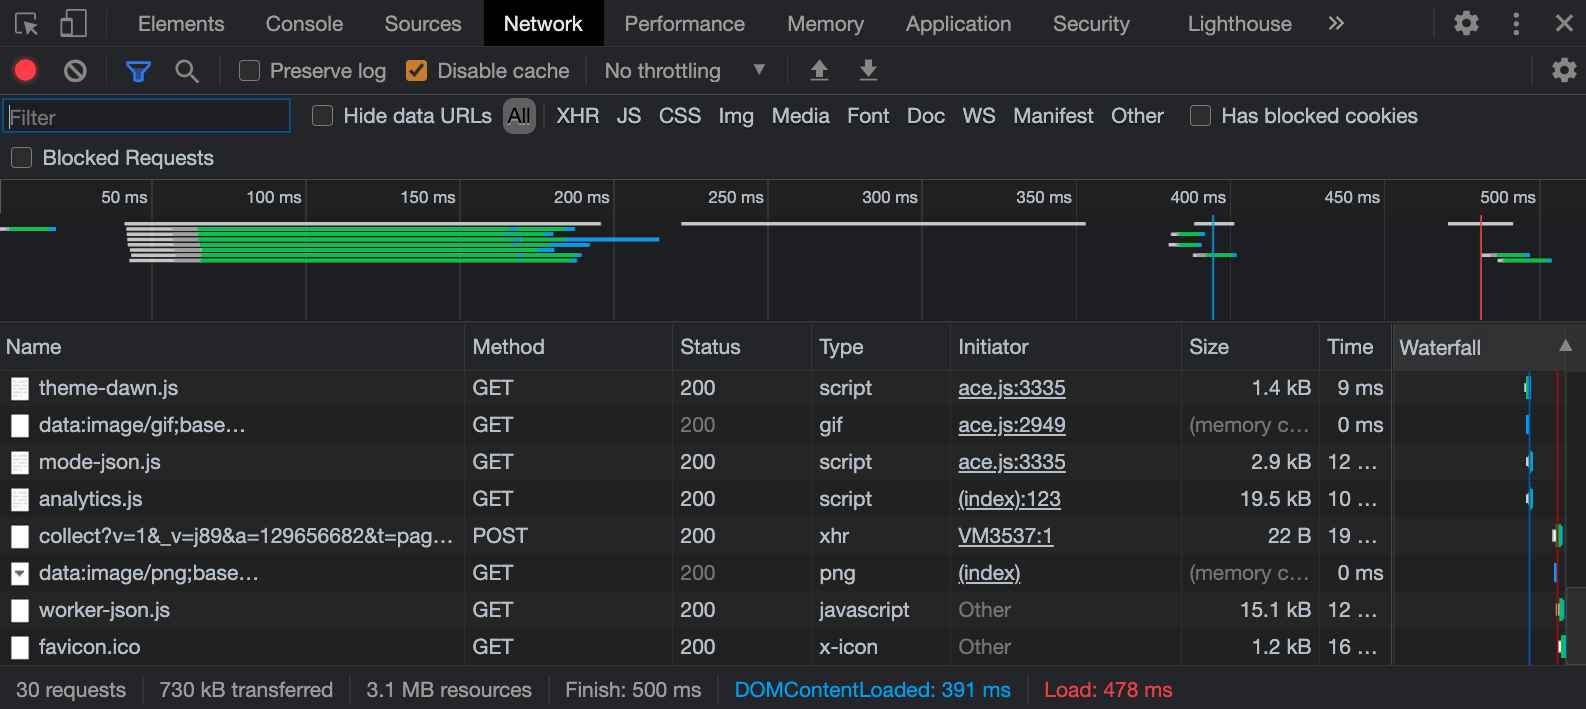 Elements Console Sources Network Performance Memory Application Security Lighthouse »
Preserve log Disable cache No throttling ▼
Filter Hide data URLs All XHR JS CSS Img Media Font Doc WS Manifest Other Has blocked cookies
Blocked Requests
50 ms 100 ms 150 ms 200 ms 250 ms 300 ms 350 ms 400 ms 450 ms 500 ms
Name Method Status Type Initiator Size Time Waterfall ▲
theme-dawn.js GET 200 script ace.js:3335 1.4 kB 9 ms
data:image/gif;base… GET 200 gif ace.js:2949 (memory c… 0 ms
mode-json.js GET 200 script ace.js:3335 2.9 kB 12 …
analytics.js GET 200 script (index):123 19.5 kB 10 …
collect?v=1&_v=j89&a=129656682&t=pag… POST 200 xhr VM3537:1 22 B 19 …
data:image/png;base… GET 200 png (index) (memory c… 0 ms
worker-json.js GET 200 javascript Other 15.1 kB 12 …
favicon.ico GET 200 x-icon Other 1.2 kB 16 …
30 requests 730 kB transferred 3.1 MB resources Finish: 500 ms DOMContentLoaded: 391 ms Load: 478 ms